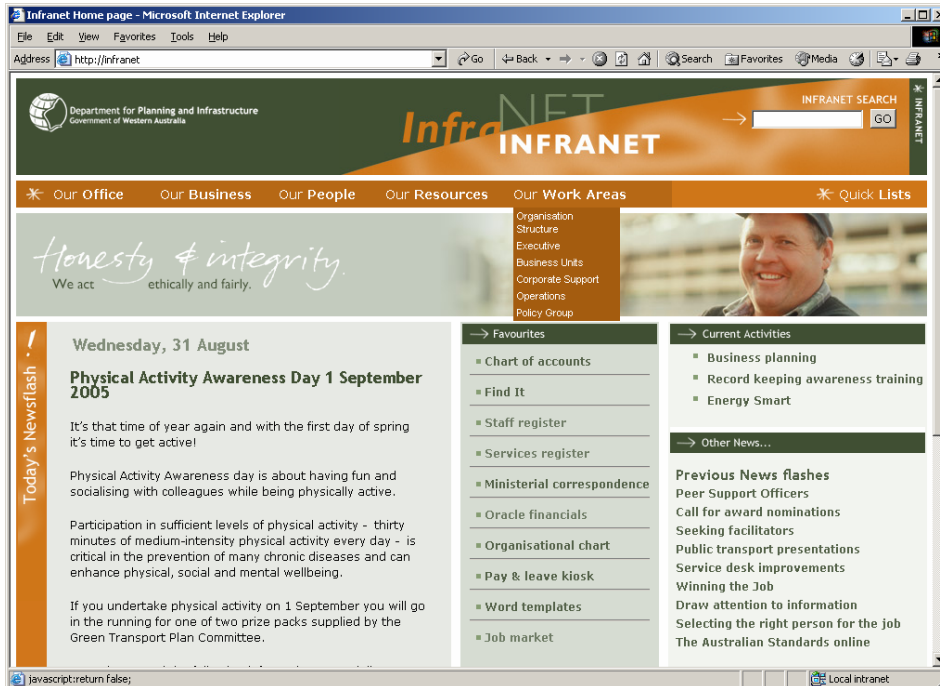 Infranet Home page - Microsoft Internet Explorer
File Edit View Favorites Tools Help
Address http://infranet Go Back Search Favorites Media
Department for Planning and Infrastructure
Government of Western Australia
InfraNET
INFRANET
INFRANET SEARCH
GO
INFRANET
Our Office Our Business Our People Our Resources Our Work Areas Quick Lists
Organisation
Structure
Executive
Business Units
Corporate Support
Operations
Policy Group
Honesty & integrity.
We act ethically and fairly.
Today's Newsflash !
Wednesday, 31 August
Physical Activity Awareness Day 1 September
2005
It's that time of year again and with the first day of spring
it's time to get active!
Physical Activity Awareness day is about having fun and
socialising with colleagues while being physically active.
Participation in sufficient levels of physical activity - thirty
minutes of medium-intensity physical activity every day - is
critical in the prevention of many chronic diseases and can
enhance physical, social and mental wellbeing.
If you undertake physical activity on 1 September you will go
in the running for one of two prize packs supplied by the
Green Transport Plan Committee.
Favourites
Chart of accounts
Find It
Staff register
Services register
Ministerial correspondence
Oracle financials
Organisational chart
Pay & leave kiosk
Word templates
Job market
Current Activities
Business planning
Record keeping awareness training
Energy Smart
Other News...
Previous News flashes
Peer Support Officers
Call for award nominations
Seeking facilitators
Public transport presentations
Service desk improvements
Winning the Job
Draw attention to information
Selecting the right person for the job
The Australian Standards online
javascript:return false;
Local intranet